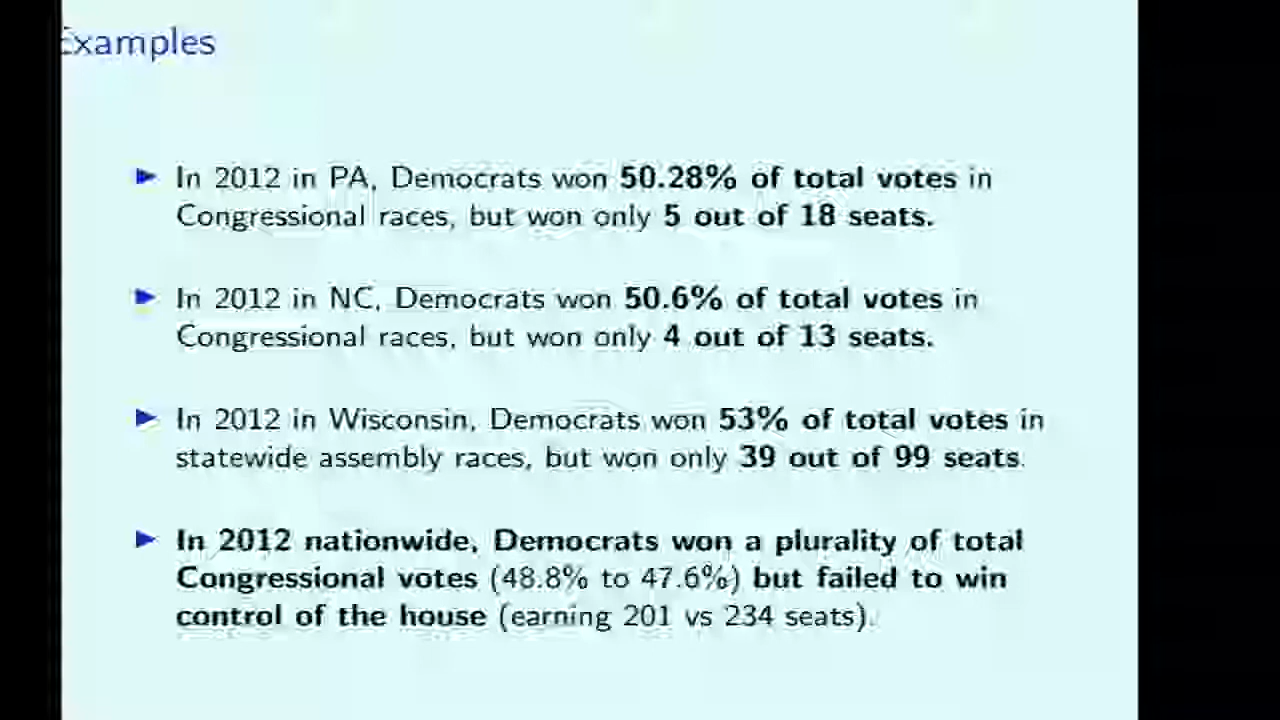 Examples
In 2012 in PA, Democrats won 50.28% of total votes in
Congressional races, but won only 5 out of 18 seats.
In 2012 in NC, Democrats won 50.6% of total votes in
Congressional races, but won only 4 out of 13 seats.
In 2012 in Wisconsin, Democrats won 53% of total votes in
statewide assembly races, but won only 39 out of 99 seats.
In 2012 nationwide, Democrats won a plurality of total
Congressional votes (48.8% to 47.6%) but failed to win
control of the house (earning 201 vs 234 seats).